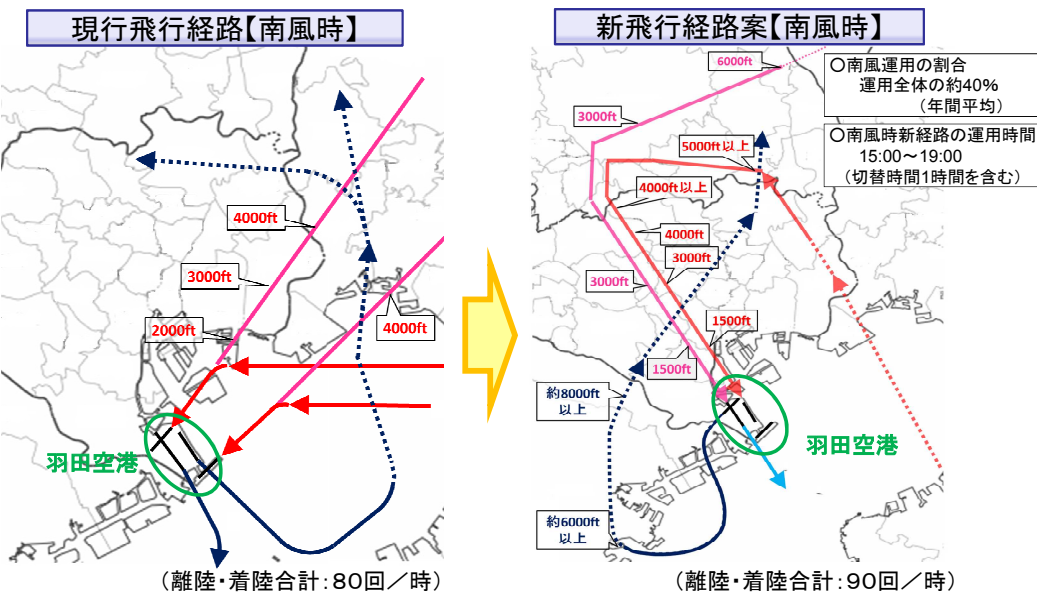 現行飛行経路【南風時】
4000ft
3000ft
2000ft
4000ft
羽田空港
(離陸・着陸合計:80回/時)
新飛行経路案【南風時】
6000ft
3000ft
5000ft以上
4000ft以上
4000ft
3000ft
3000ft
1500ft
1500ft
約8000ft
以上
約6000ft
以上
羽田空港
○南風運用の割合
運用全体の約40%
(年間平均)
○南風時新経路の運用時間
15:00~19:00
(切替時間1時間を含む)
(離陸・着陸合計:90回/時)